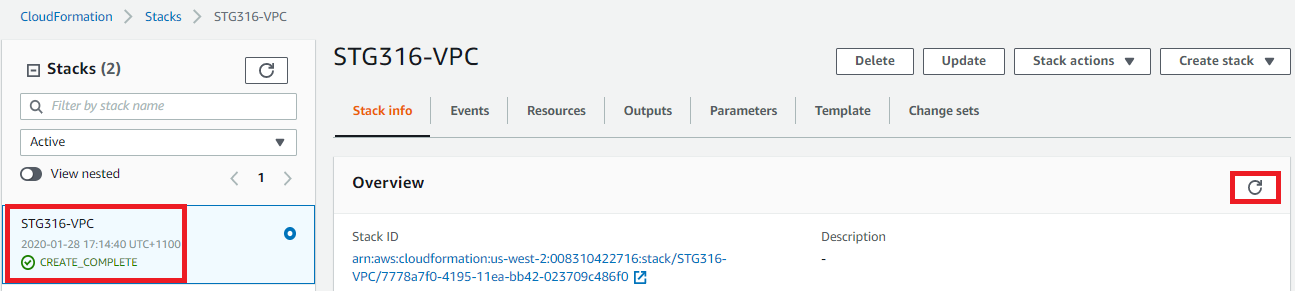 CloudFormation > Stacks > STG316-VPC
Stacks (2)
Filter by stack name
Active
View nested
1
STG316-VPC
2020-01-28 17:14:40 UTC+1100
CREATE_COMPLETE
STG316-VPC
Delete
Update
Stack actions
Create stack
Stack info
Events
Resources
Outputs
Parameters
Template
Change sets
Overview
Stack ID
arn:aws:cloudformation:us-west-2:008310422716:stack/STG316-
VPC/7778a7f0-4195-11ea-bb42-023709c486f0
Description
-